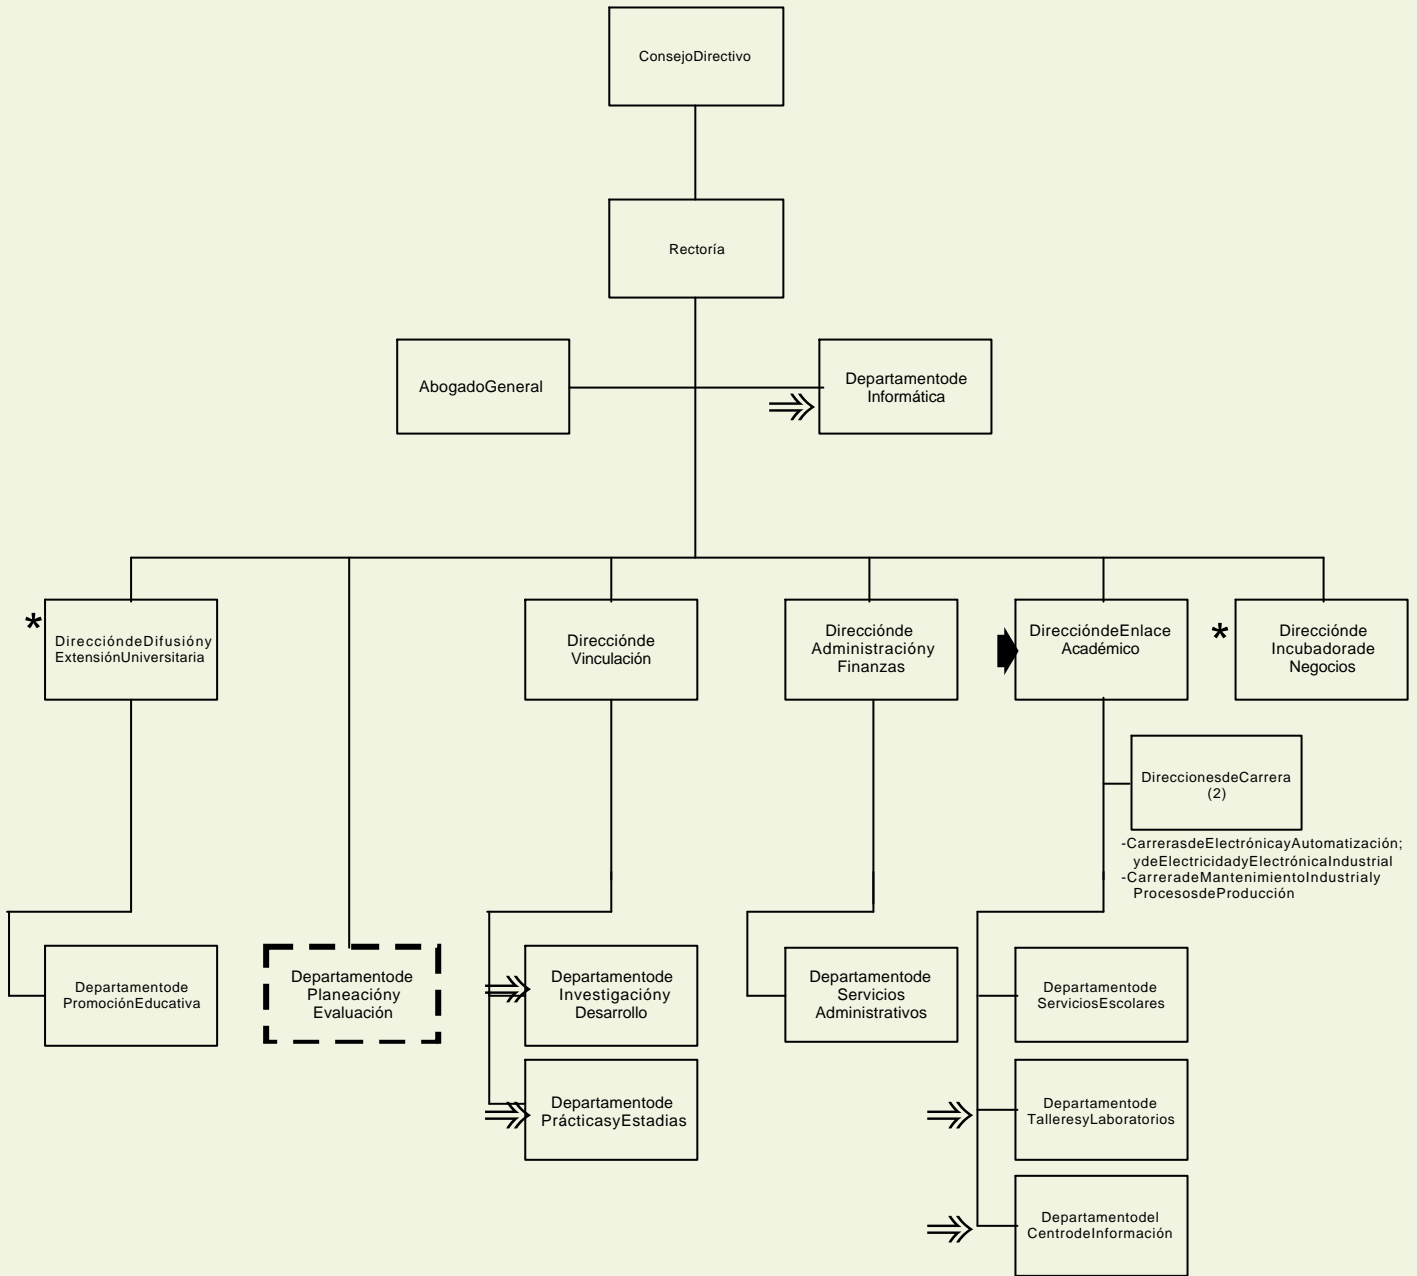 ConsejoDirectivo
Rectoría
AbogadoGeneral
Departamentode
Informática
*
DireccióndeDifusióny
ExtensiónUniversitaria
Direcciónde
Vinculación
Direcciónde
Administracióny
Finanzas
DireccióndeEnlace
Académico
*
Direcciónde
Incubadorade
Negocios
DireccionesdeCarrera
(2)
-CarrerasdeElectrónicayAutomatización;
ydeElectricidadyElectrónicaIndustrial
-CarreradeMantenimientoIndustrialy
ProcesosdeProducción
Departamentode
PromociónEducativa
Departamentode
Planeacióny
Evaluación
Departamentode
Investigacióny
Desarrollo
Departamentode
Servicios
Administrativos
Departamentode
ServiciosEscolares
Departamentode
PrácticasyEstadias
Departamentode
TalleresyLaboratorios
Departamentodel
CentrodeInformación